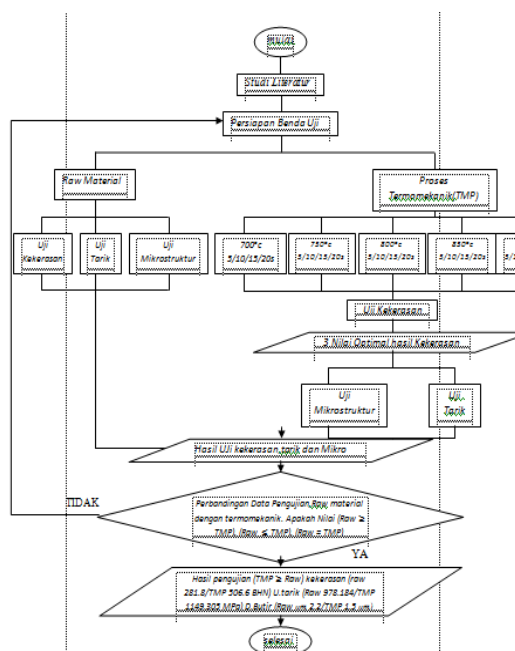 mulai
Studi Literatur
Persiapan Benda Uji
Raw Material
Proses
Termomekanik(TMP)
Uji
Kekerasan
Uji
Tarik
Uji
Mikrostruktur
700°c
5/10/15/20s
750°c
5/10/15/20s
800°c
5/10/15/20s
850°c
5/10/15/20s
Uji Kekerasan
3 Nilai Optimal hasil Kekerasan
Uji
Mikrostruktur
Uji
Tarik
Hasil Uji kekerasan tarik dan Mikro
TIDAK
Perbandingan Data Pengujian Raw material
dengan termomekanik. Apakah Nilai (Raw ≥
TMP), (Raw ≤ TMP), (Raw = TMP)
YA
Hasil pengujian (TMP ≥ Raw) kekerasan (raw
281.8/TMP 506.6 BHN) U.tarik (Raw 978.184/TMP
1149.305 MPa) D.Butir (Raw μm 2.2/TMP 1.5 μm)
selesai